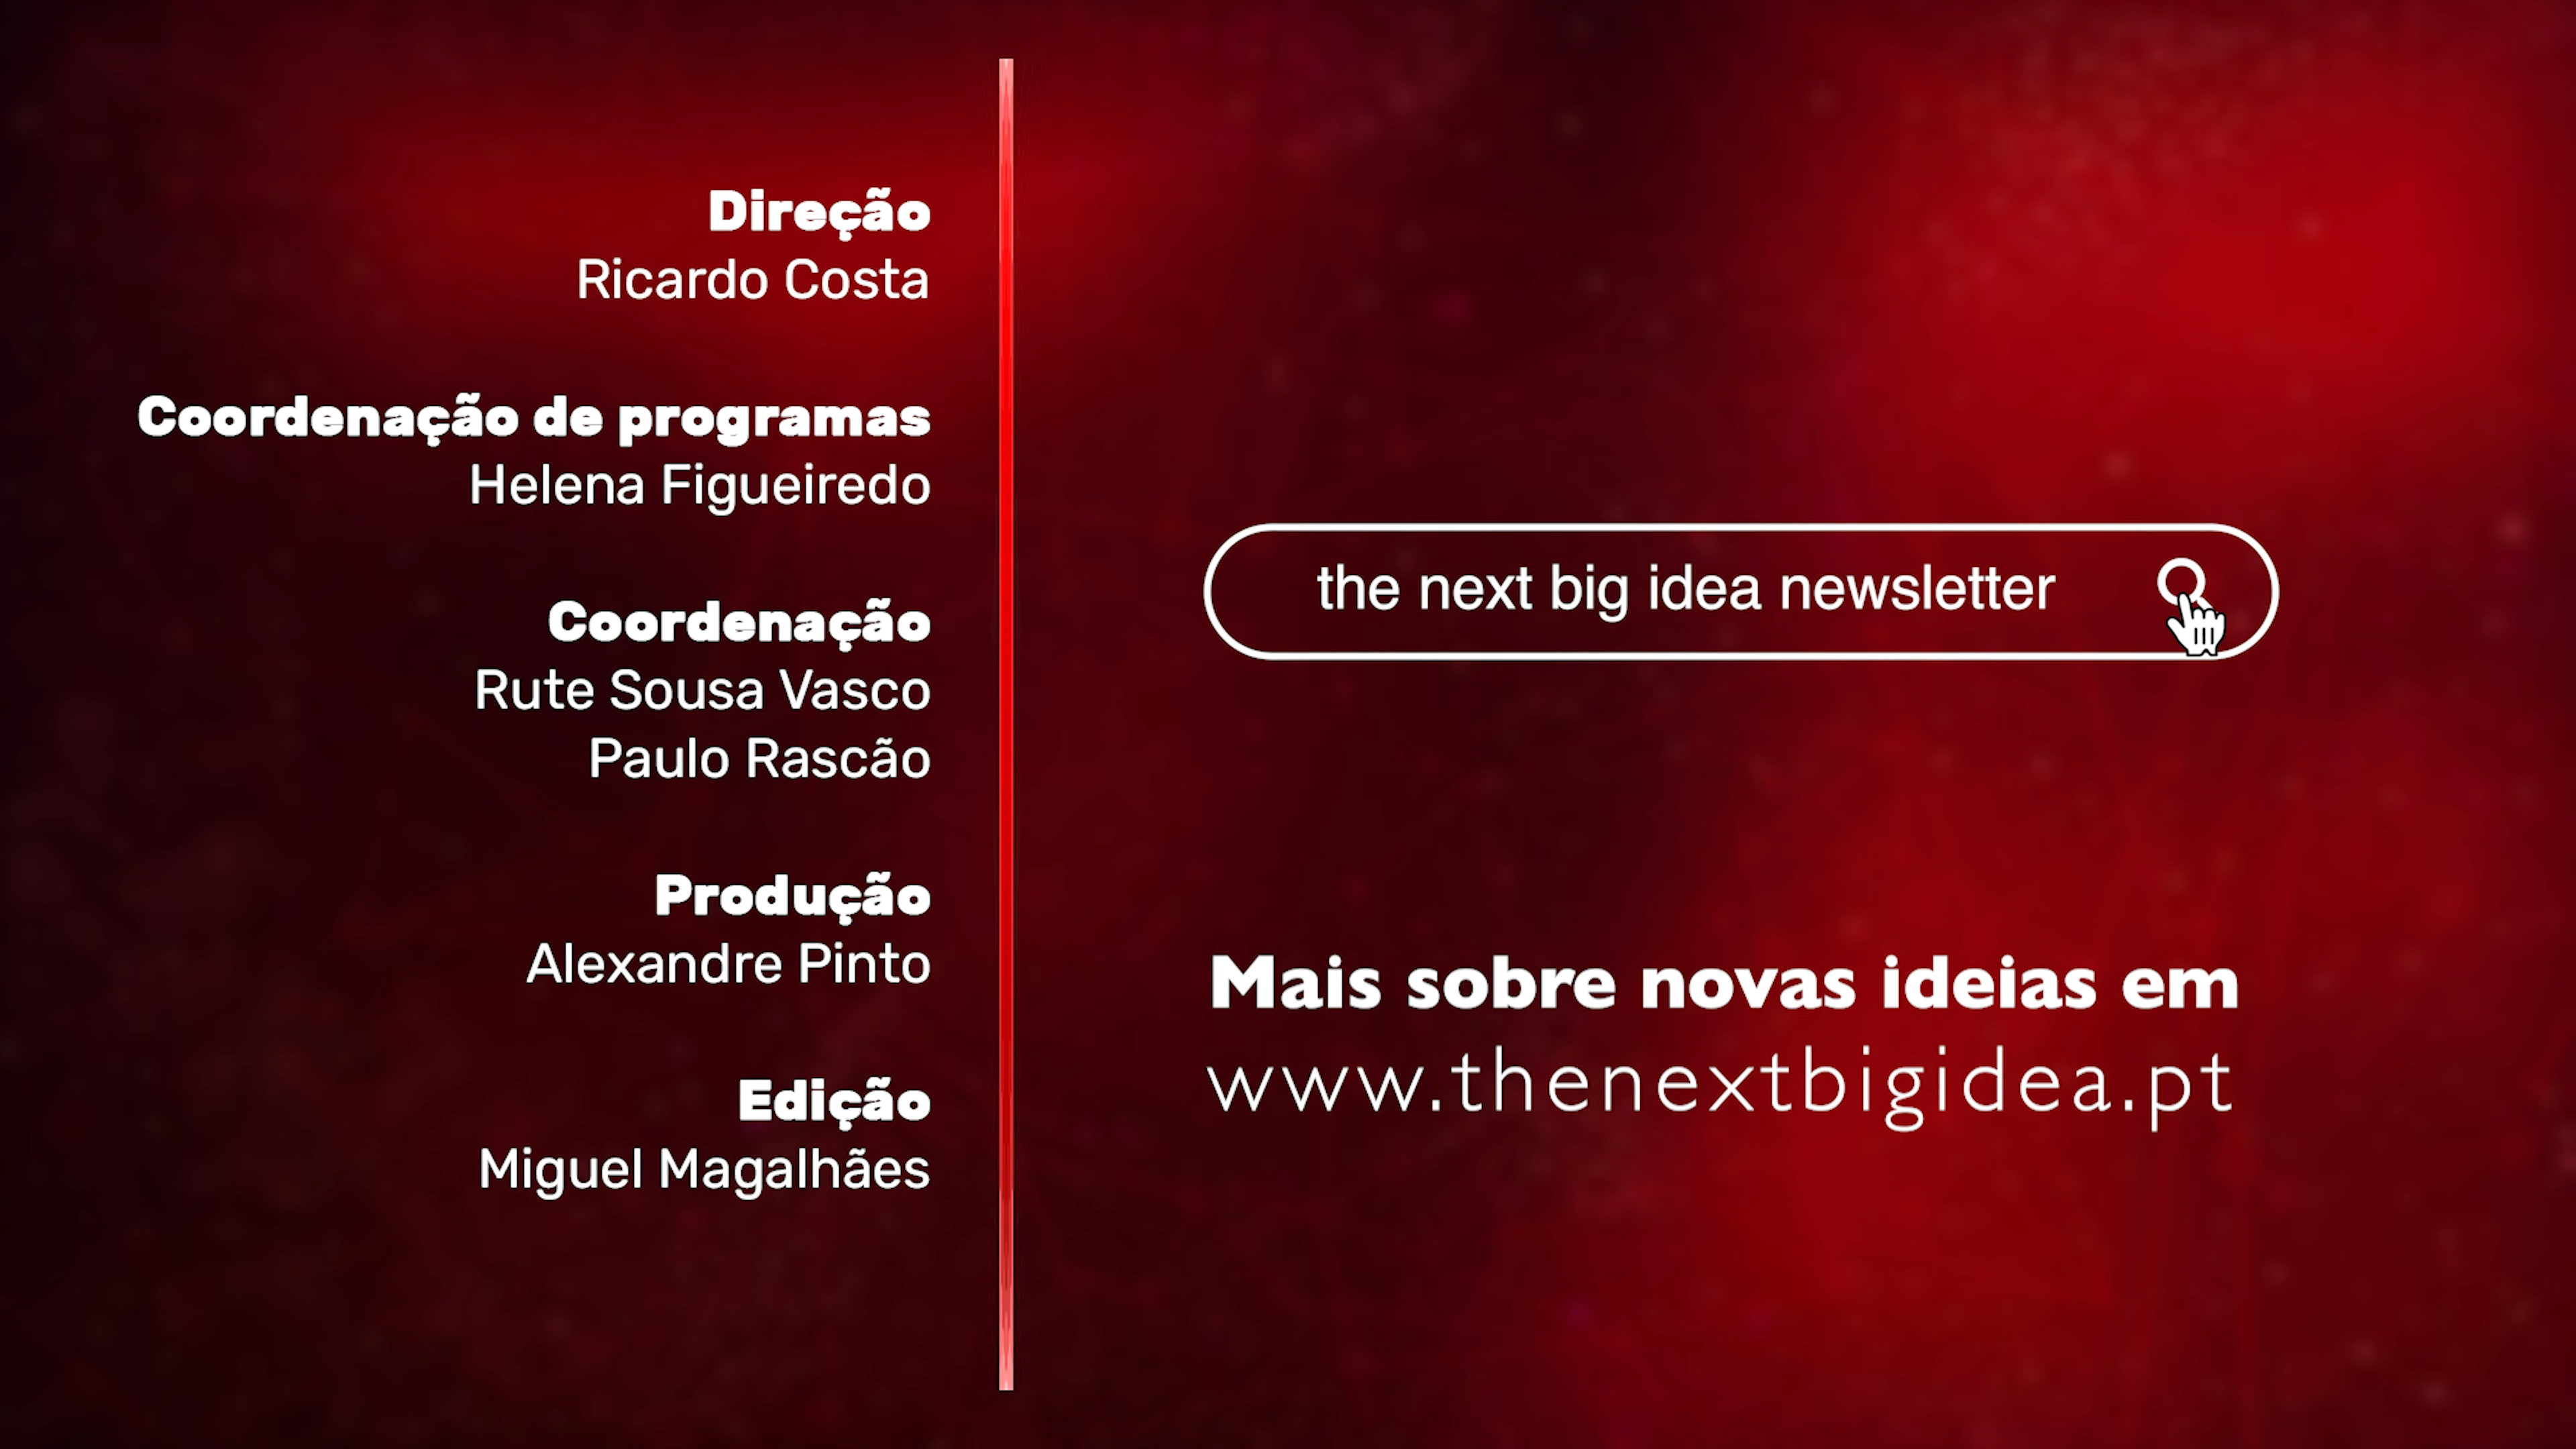 Direção
Ricardo Costa
Coordenação de programas
Helena Figueiredo
Coordenação
Rute Sousa Vasco
Paulo Rascão
Produção
Alexandre Pinto
Edição
Miguel Magalhães
the next big idea newsletter
Mais sobre novas ideias em
www.thenextbigidea.pt